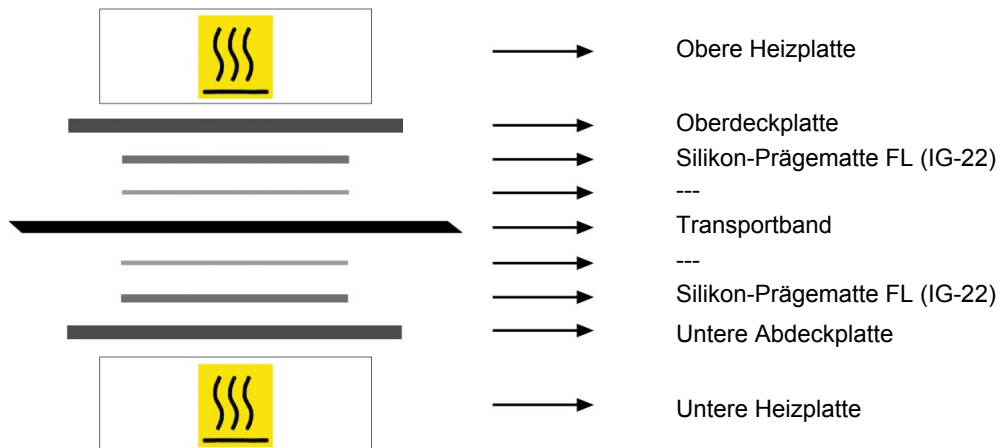 Obere Heizplatte
Oberdeckplatte
Silikon-Prägematte FL (IG-22)
---
Transportband
---
Silikon-Prägematte FL (IG-22)
Untere Abdeckplatte
Untere Heizplatte